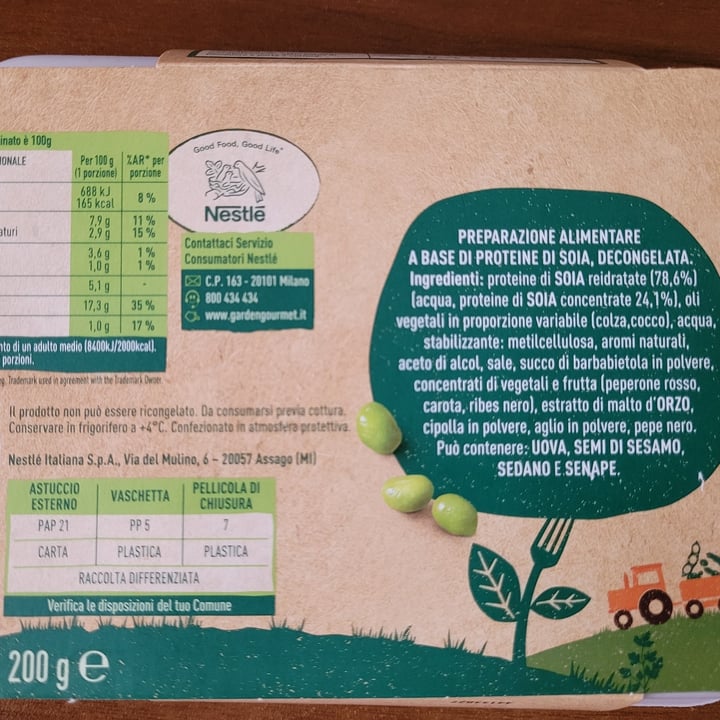 inato è 100g
IONALE
Per 100 g
(1 porzione)
%AR* per
porzione
688 kJ
165 kcal
8 %
7,9 g
11 %
aturi
2,9 g
15 %
3,6 g
1 %
1,0 g
1 %
5,1 g
-
17,3 g
35 %
1,0 g
17 %
nto di un adulto medio (8400kJ/2000kcal).
porzioni.
eg. Trademark used in agreement with the Trademark Owner.
Good Food, Good Life
Nestlé
Contattaci Servizio
Consumatori Nestlé
C.P. 163 - 20101 Milano
800 434 434
www.gardengourmet.it
Il prodotto non può essere ricongelato. Da consumarsi previa cottura.
Conservare in frigorifero a +4°C. Confezionato in atmosfera protettiva.
Nestlé Italiana S.p.A., Via del Mulino, 6 - 20057 Assago (MI)
ASTUCCIO
ESTERNO
VASCHETTA
PELLICOLA DI
CHIUSURA
PAP 21
PP 5
7
CARTA
PLASTICA
PLASTICA
RACCOLTA DIFFERENZIATA
Verifica le disposizioni del tuo Comune
200 g e
PREPARAZIONE ALIMENTARE
A BASE DI PROTEINE DI SOIA, DECONGELATA.
Ingredienti: proteine di SOIA reidratate (78,6%)
(acqua, proteine di SOIA concentrate 24,1%), oli
vegetali in proporzione variabile (colza,cocco), acqua,
stabilizzante: metilcellulosa, aromi naturali,
aceto di alcol, sale, succo di barbabietola in polvere,
concentrati di vegetali e frutta (peperone rosso,
carota, ribes nero), estratto di malto d'ORZO,
cipolla in polvere, aglio in polvere, pepe nero.
Può contenere: UOVA, SEMI DI SESAMO,
SEDANO E SENAPE.